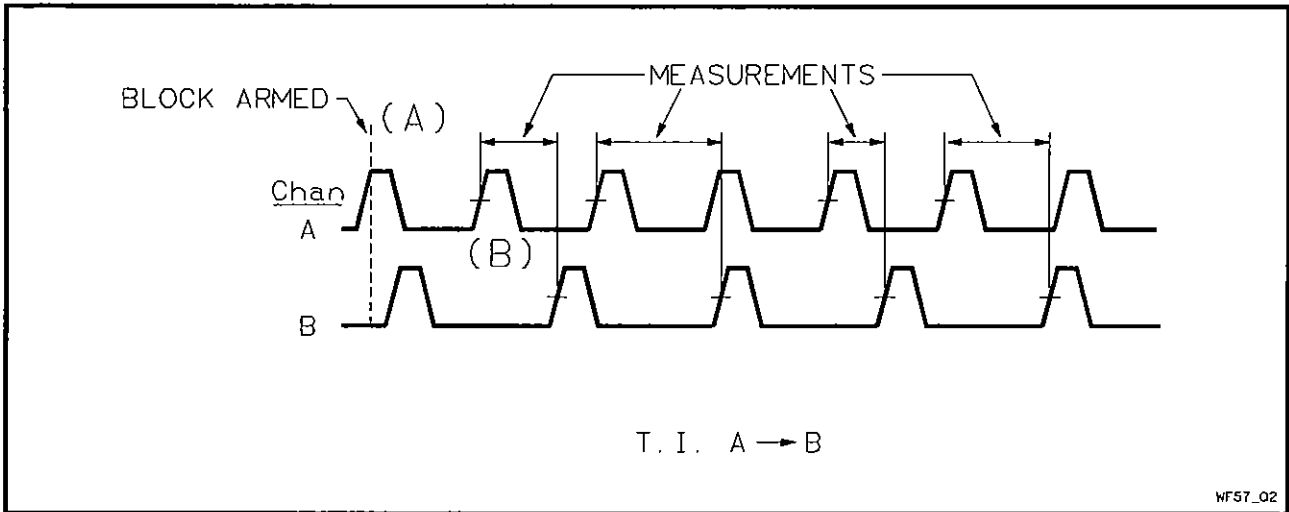 MEASUREMENTS
BLOCK ARMED
(A)
Chan
A
(B)
B
T.I. A → B
WF57_02